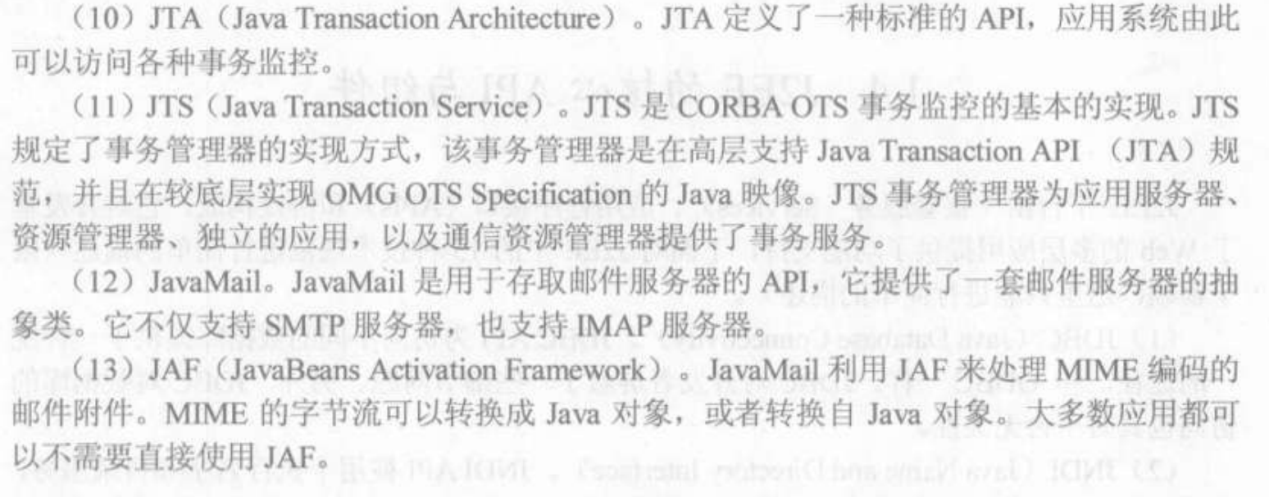 （10）JTA（Java Transaction Architecture）。JTA 定义了一种标准的 API，应用系统由此
可以访问各种事务监控。
（11）JTS（Java Transaction Service）。JTS 是 CORBA OTS 事务监控的基本的实现。JTS
规定了事务管理器的实现方式，该事务管理器是在高层支持 Java Transaction API （JTA）规
范，并且在较底层实现 OMG OTS Specification 的 Java 映像。JTS 事务管理器为应用服务器、
资源管理器、独立的应用，以及通信资源管理器提供了事务服务。
（12）JavaMail。JavaMail 是用于存取邮件服务器的 API，它提供了一套邮件服务器的抽
象类。它不仅支持 SMTP 服务器，也支持 IMAP 服务器。
（13）JAF（JavaBeans Activation Framework）。JavaMail 利用 JAF 来处理 MIME 编码的
邮件附件。MIME 的字节流可以转换成 Java 对象，或者转换自 Java 对象。大多数应用都可
以不需要直接使用 JAF。